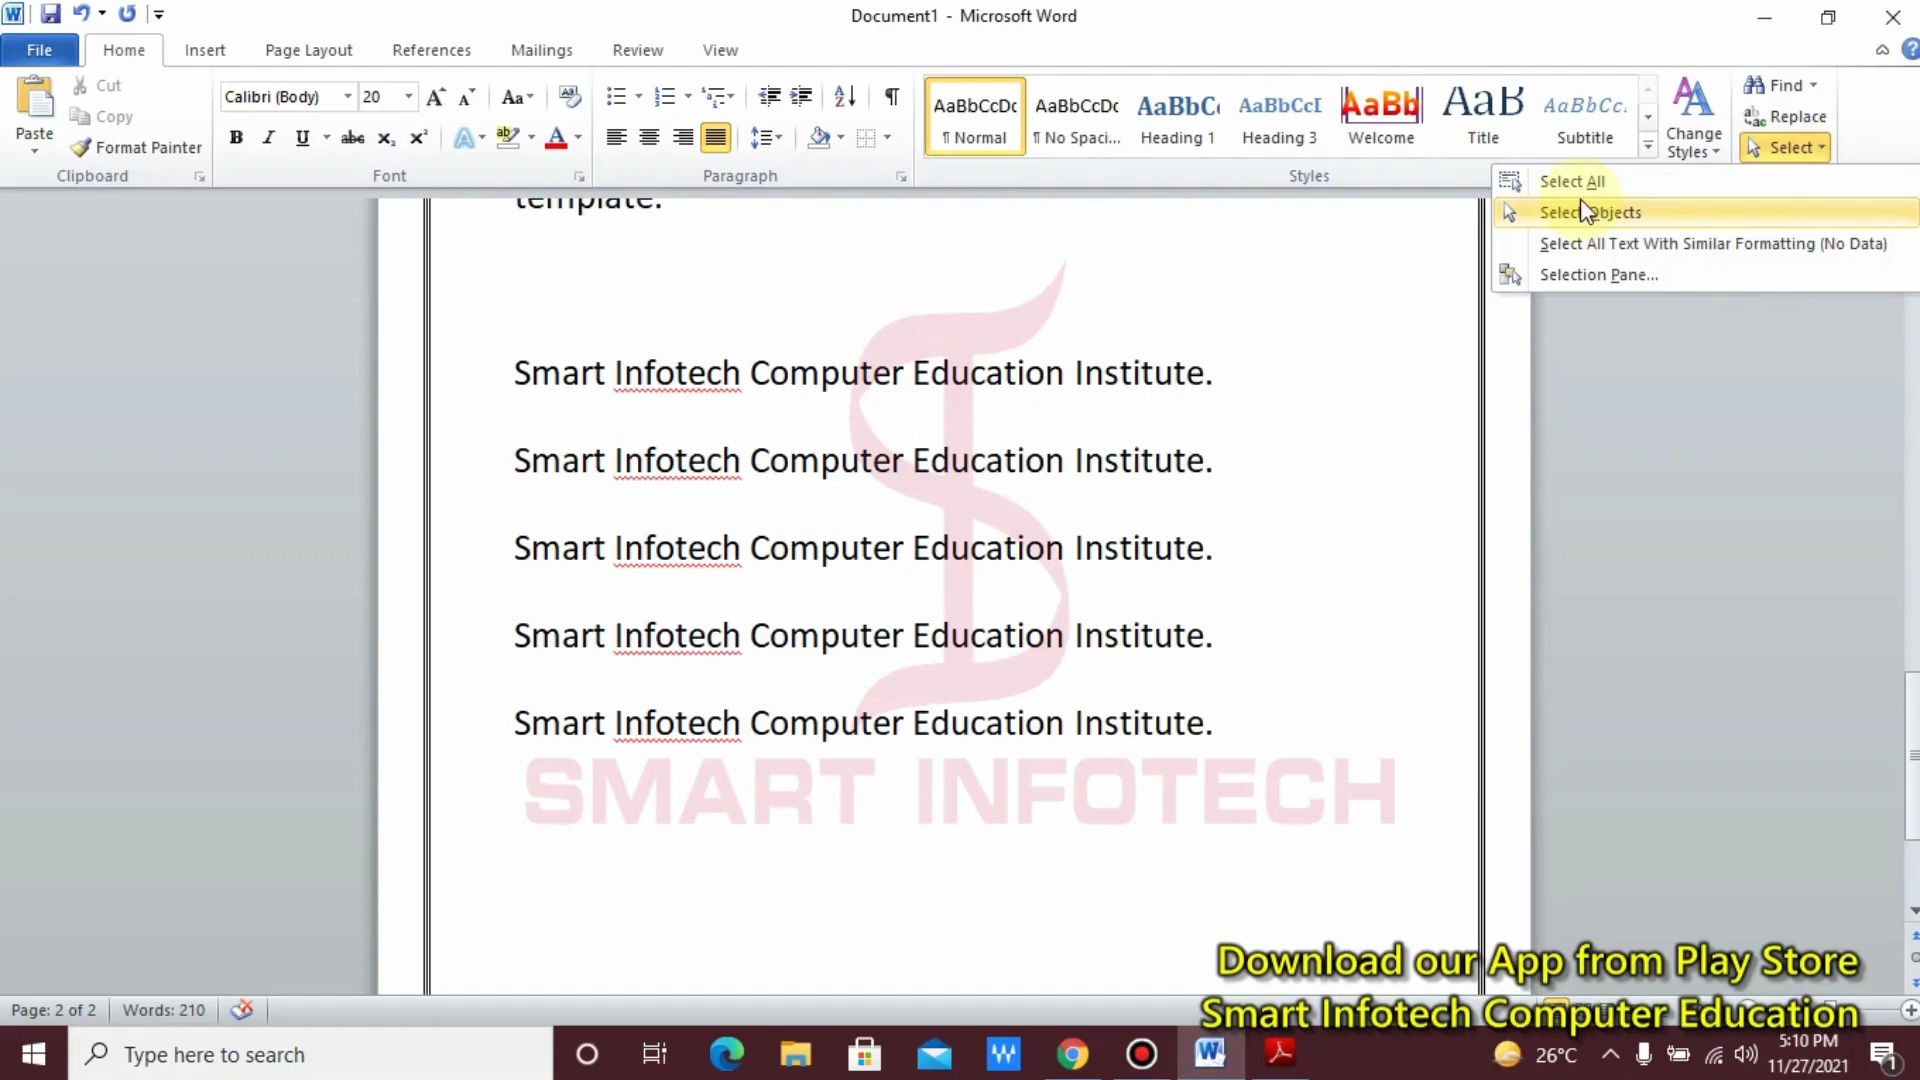 Document1 - Microsoft Word
File Home Insert Page Layout References Mailings Review View
Paste
Cut
Copy
Format Painter
Clipboard
Calibri (Body) 20
Font
Paragraph
AaBbCcDc AaBbCcDc AaBbC AaBbCcI AaBb AaB AaBbCc.
¶ Normal ¶ No Spaci... Heading 1 Heading 3 Welcome Title Subtitle
Styles
Change
Styles
Find
Replace
Select
Select All
Select Objects
Select All Text With Similar Formatting (No Data)
Selection Pane...
template.
Smart Infotech Computer Education Institute.
Smart Infotech Computer Education Institute.
Smart Infotech Computer Education Institute.
Smart Infotech Computer Education Institute.
Smart Infotech Computer Education Institute.
SMART INFOTECH
Download our App from Play Store
Smart Infotech Computer Education
Page: 2 of 2 Words: 210
Type here to search
26°C
5:10 PM
11/27/2021
1